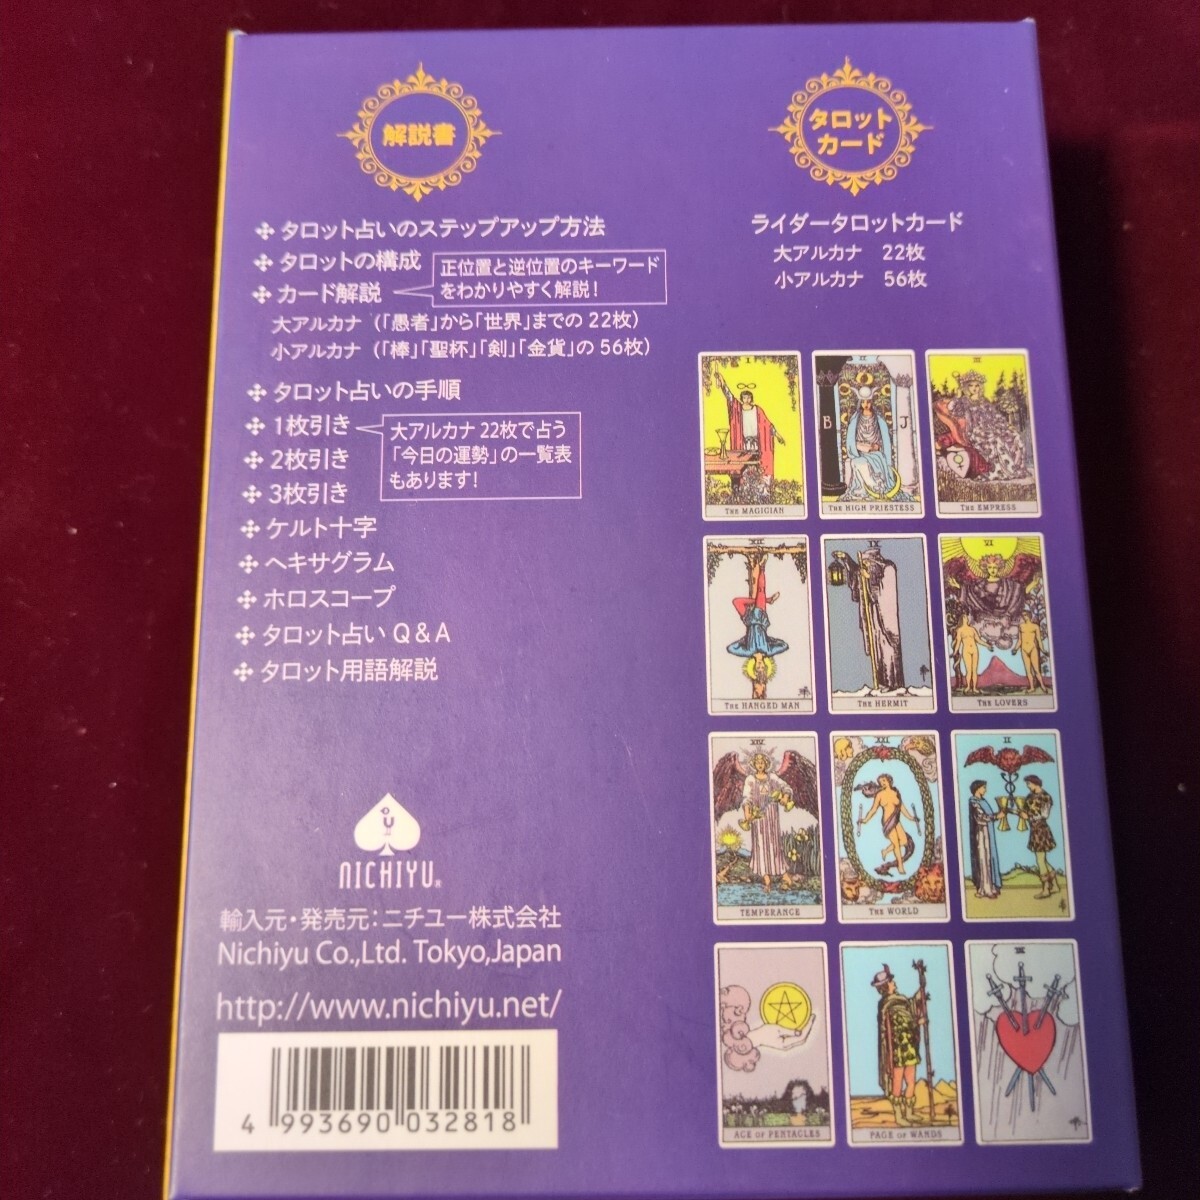 解説書
タロット占いのステップアップ方法
タロットの構成
カード解説
正位置と逆位置のキーワード
をわかりやすく解説!
大アルカナ (「愚者」から「世界」までの 22枚)
小アルカナ (「棒」「聖杯」「剣」「金貨」の 56枚)
タロット占いの手順
1枚引き
大アルカナ 22枚で占う
「今日の運勢」の一覧表
もあります!
2枚引き
3枚引き
ケルト十字
ヘキサグラム
ホロスコープ
タロット占い Q&A
タロット用語解説
NICHIYU®
輸入元・発売元:ニチユー株式会社
Nichiyu Co.,Ltd. Tokyo,Japan
http://www.nichiyu.net/
4 993690 032818
タロット
カード
ライダータロットカード
大アルカナ 22枚
小アルカナ 56枚
I
THE MAGICIAN
II
B J
THE HIGH PRIESTESS
III
THE EMPRESS
XII
THE HANGED MAN
IX
THE HERMIT
VI
THE LOVERS
XIV
TEMPERANCE
XXI
THE WORLD
II
ACE OF PENTACLES
PAGE OF WANDS
III